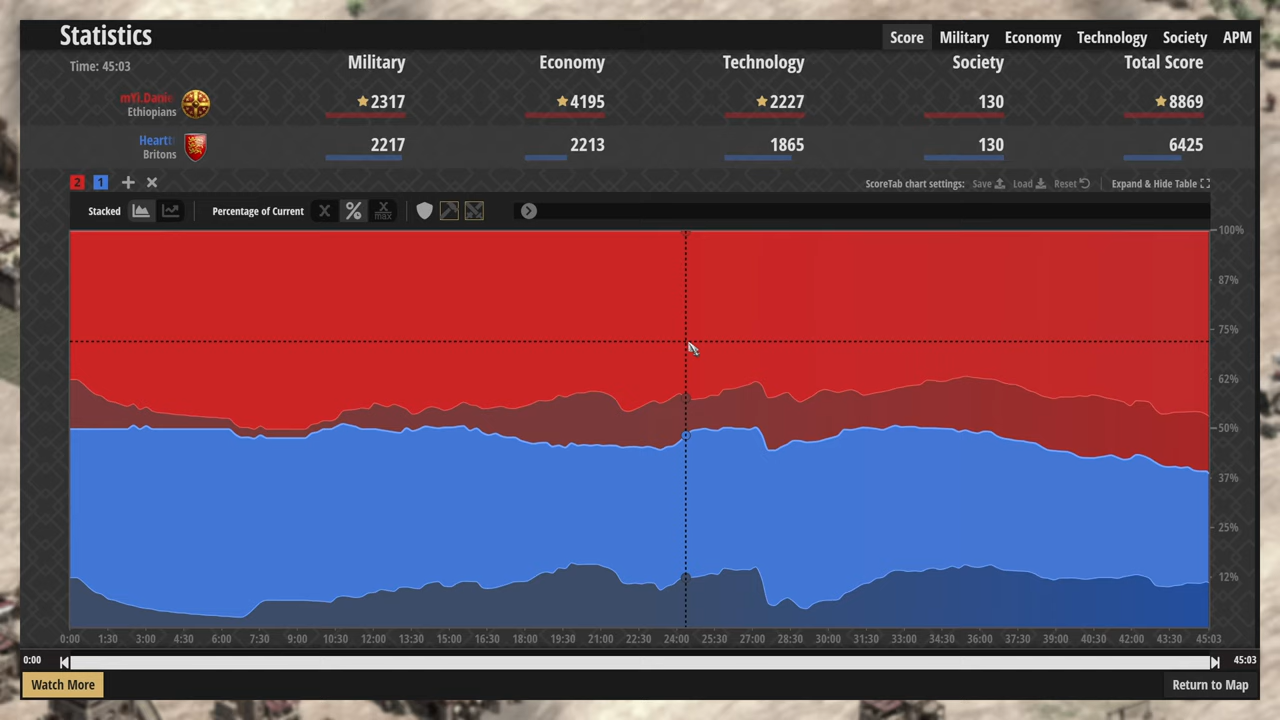 Statistics
Score Military Economy Technology Society APM
Time: 45:03
Military Economy Technology Society Total Score
mYi.Danie
Ethiopians
2317 4195 2227 130 8869
Heartt
Britons
2217 2213 1865 130 6425
2 1
ScoreTab chart settings: Save Load Reset Expand & Hide Table
Stacked Percentage of Current X % X max
100%
87%
75%
62%
50%
37%
25%
12%
0:00 1:30 3:00 4:30 6:00 7:30 9:00 10:30 12:00 13:30 15:00 16:30 18:00 19:30 21:00 22:30 24:00 25:30 27:00 28:30 30:00 31:30 33:00 34:30 36:00 37:30 39:00 40:30 42:00 43:30 45:03
0:00 45:03
Watch More Return to Map